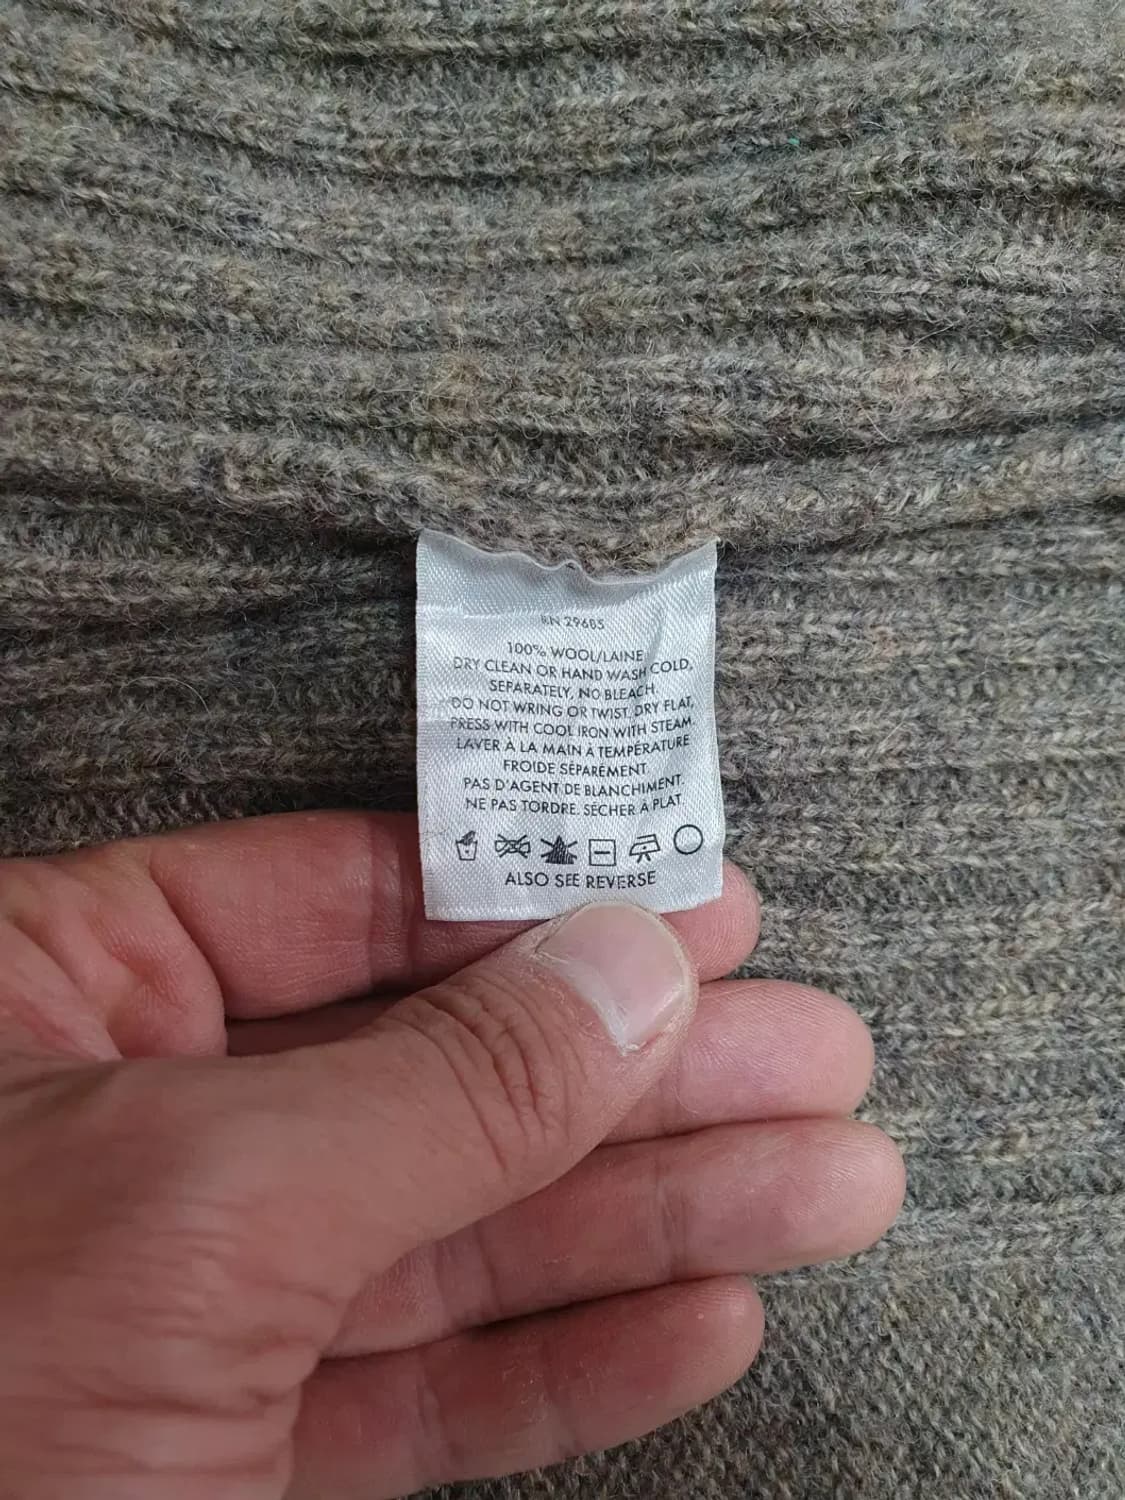 RN 29685
100% WOOL/LAINE
DRY CLEAN OR HAND WASH COLD,
SEPARATELY, NO BLEACH.
DO NOT WRING OR TWIST. DRY FLAT,
PRESS WITH COOL IRON WITH STEAM
LAVER À LA MAIN À TEMPÉRATURE
FROIDE SÉPARÉMENT.
PAS D'AGENT DE BLANCHIMENT.
NE PAS TORDRE. SÉCHER À PLAT.
ALSO SEE REVERSE